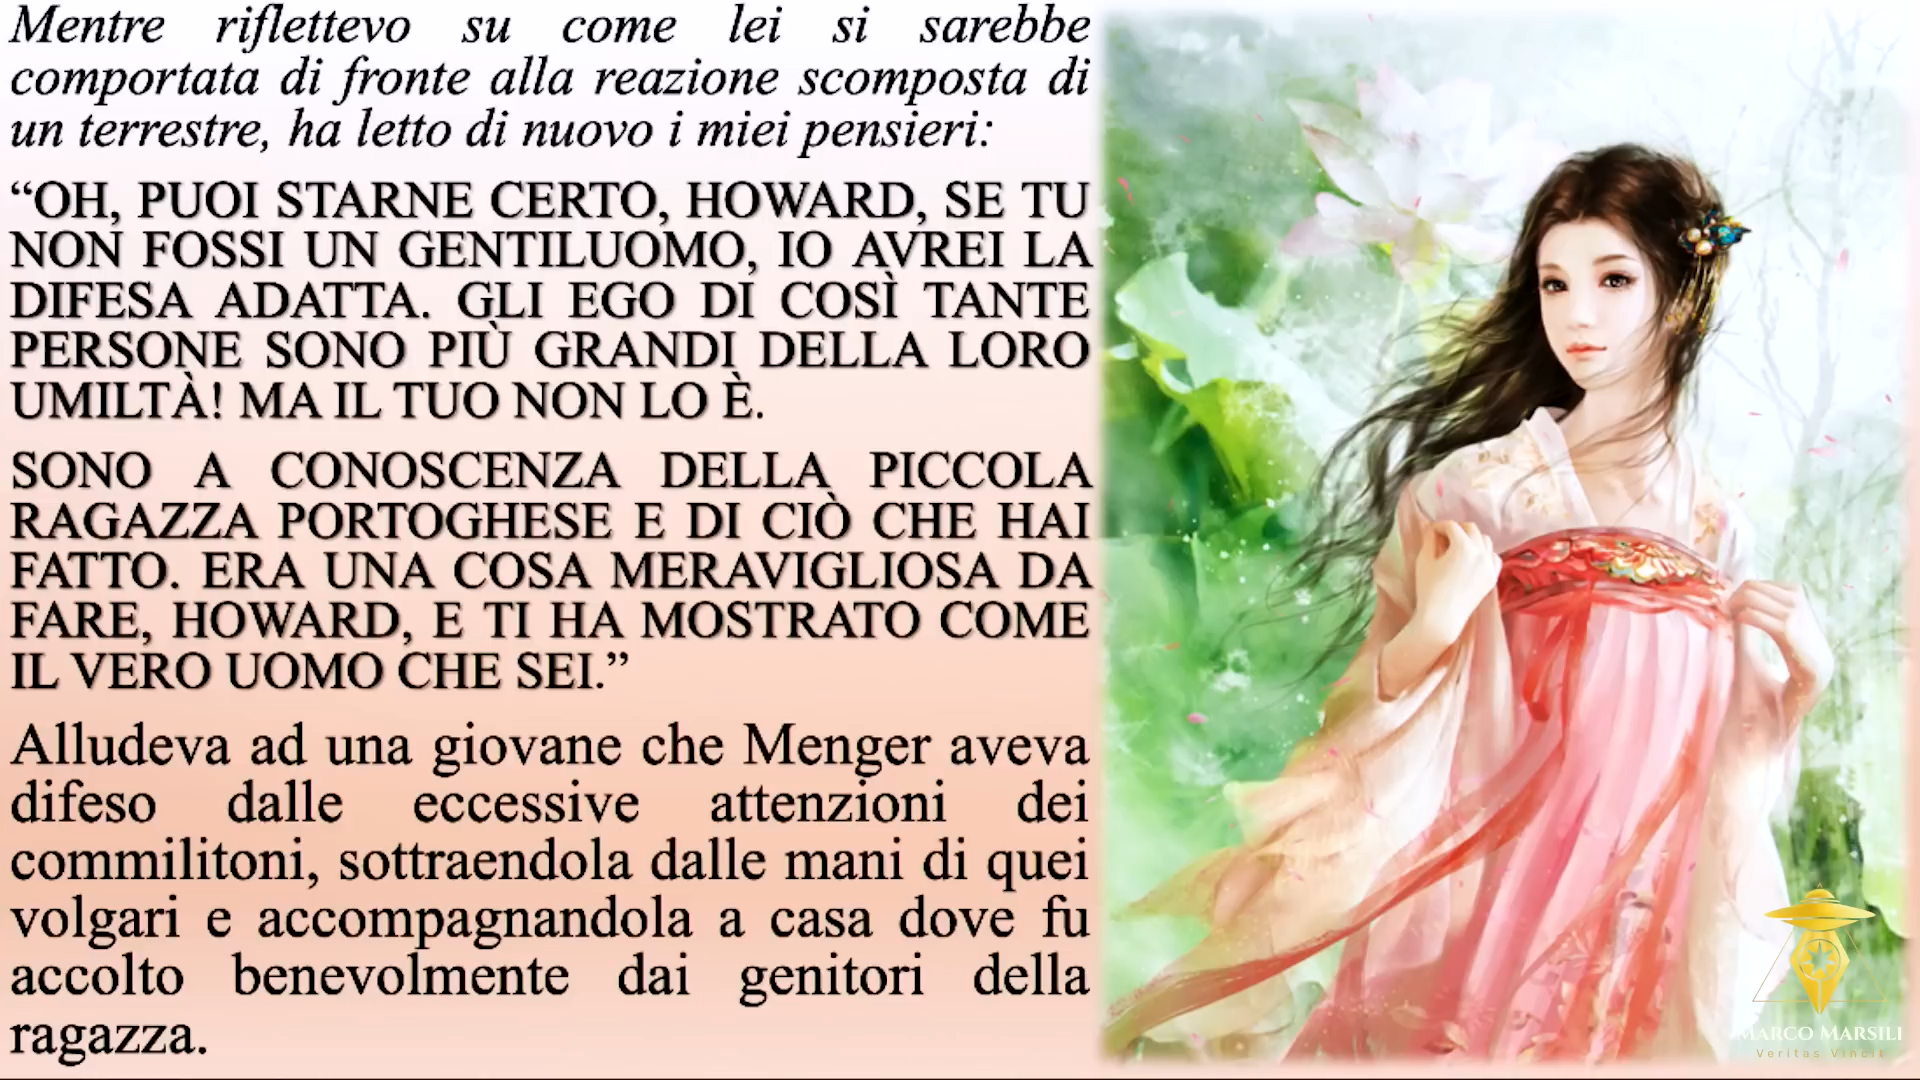 Mentre riflettevo su come lei si sarebbe
comportata di fronte alla reazione scomposta di
un terrestre, ha letto di nuovo i miei pensieri:
“OH, PUOI STARNE CERTO, HOWARD, SE TU
NON FOSSI UN GENTILUOMO, IO AVREI LA
DIFESA ADATTA. GLI EGO DI COSÌ TANTE
PERSONE SONO PIÙ GRANDI DELLA LORO
UMILTÀ! MA IL TUO NON LO È.
SONO A CONOSCENZA DELLA PICCOLA
RAGAZZA PORTOGHESE E DI CIÒ CHE HAI
FATTO. ERA UNA COSA MERAVIGLIOSA DA
FARE, HOWARD, E TI HA MOSTRATO COME
IL VERO UOMO CHE SEI.”
Alludeva ad una giovane che Menger aveva
difeso dalle eccessive attenzioni dei
commilitoni, sottraendola dalle mani di quei
volgari e accompagnandola a casa dove fu
accolto benevolmente dai genitori della
ragazza.
MARCO MARSILI
Veritas Vincit